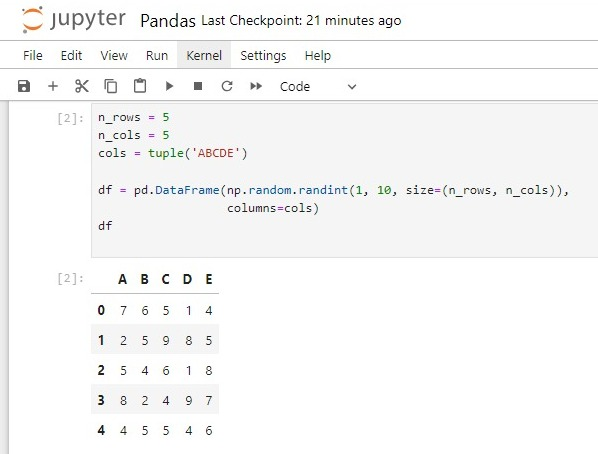 jupyter Pandas Last Checkpoint: 21 minutes ago
File Edit View Run Kernel Settings Help
Code
[2]: n_rows = 5
n_cols = 5
cols = tuple('ABCDE')
df = pd.DataFrame(np.random.randint(1, 10, size=(n_rows, n_cols)),
columns=cols)
df
[2]:
A B C D E
0 7 6 5 1 4
1 2 5 9 8 5
2 5 4 6 1 8
3 8 2 4 9 7
4 4 5 5 4 6